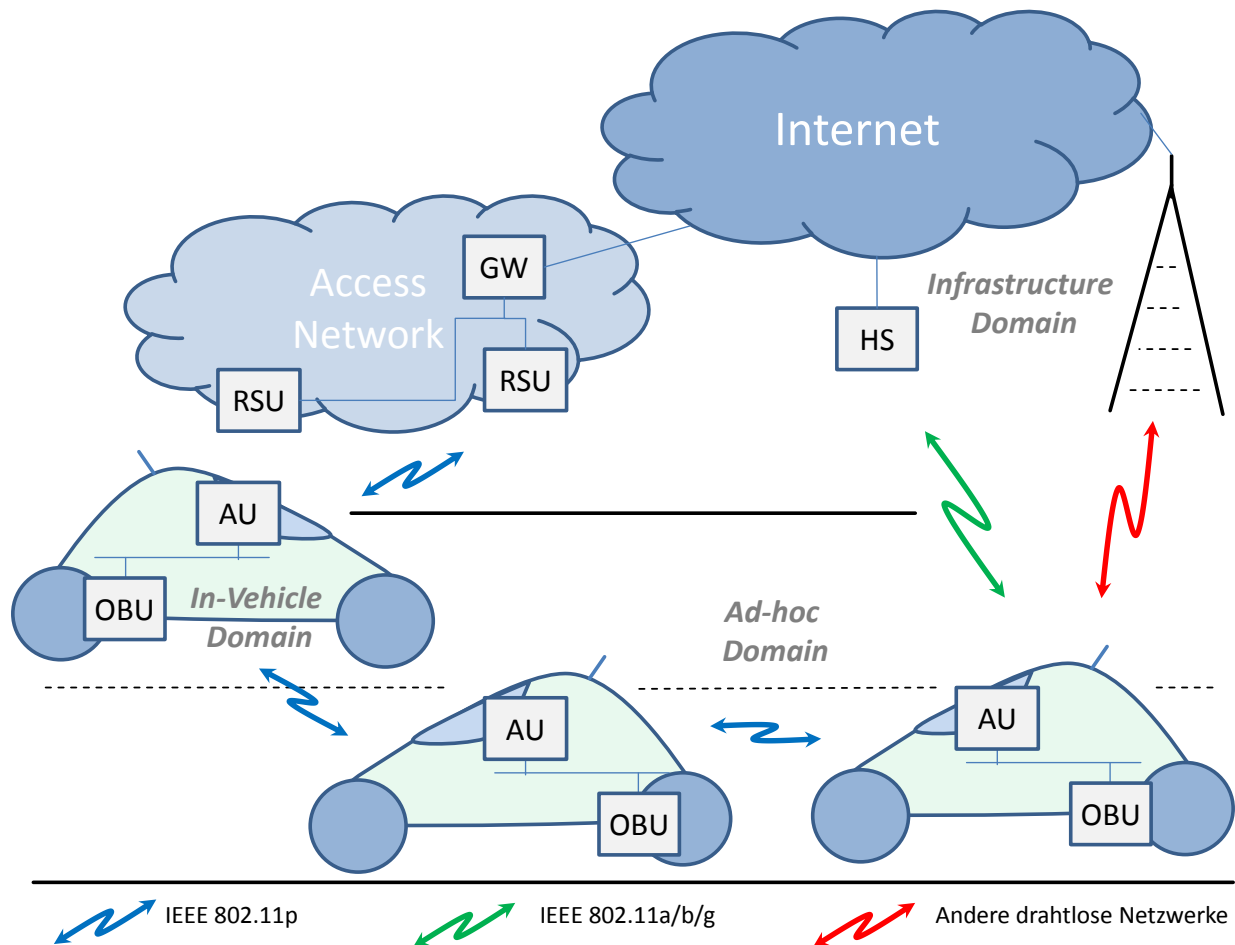 Internet
Access
Network
GW
RSU
RSU
HS
Infrastructure
Domain
AU
OBU
In-Vehicle
Domain
Ad-hoc
Domain
AU
OBU
AU
OBU
IEEE 802.11p
IEEE 802.11a/b/g
Andere drahtlose Netzwerke